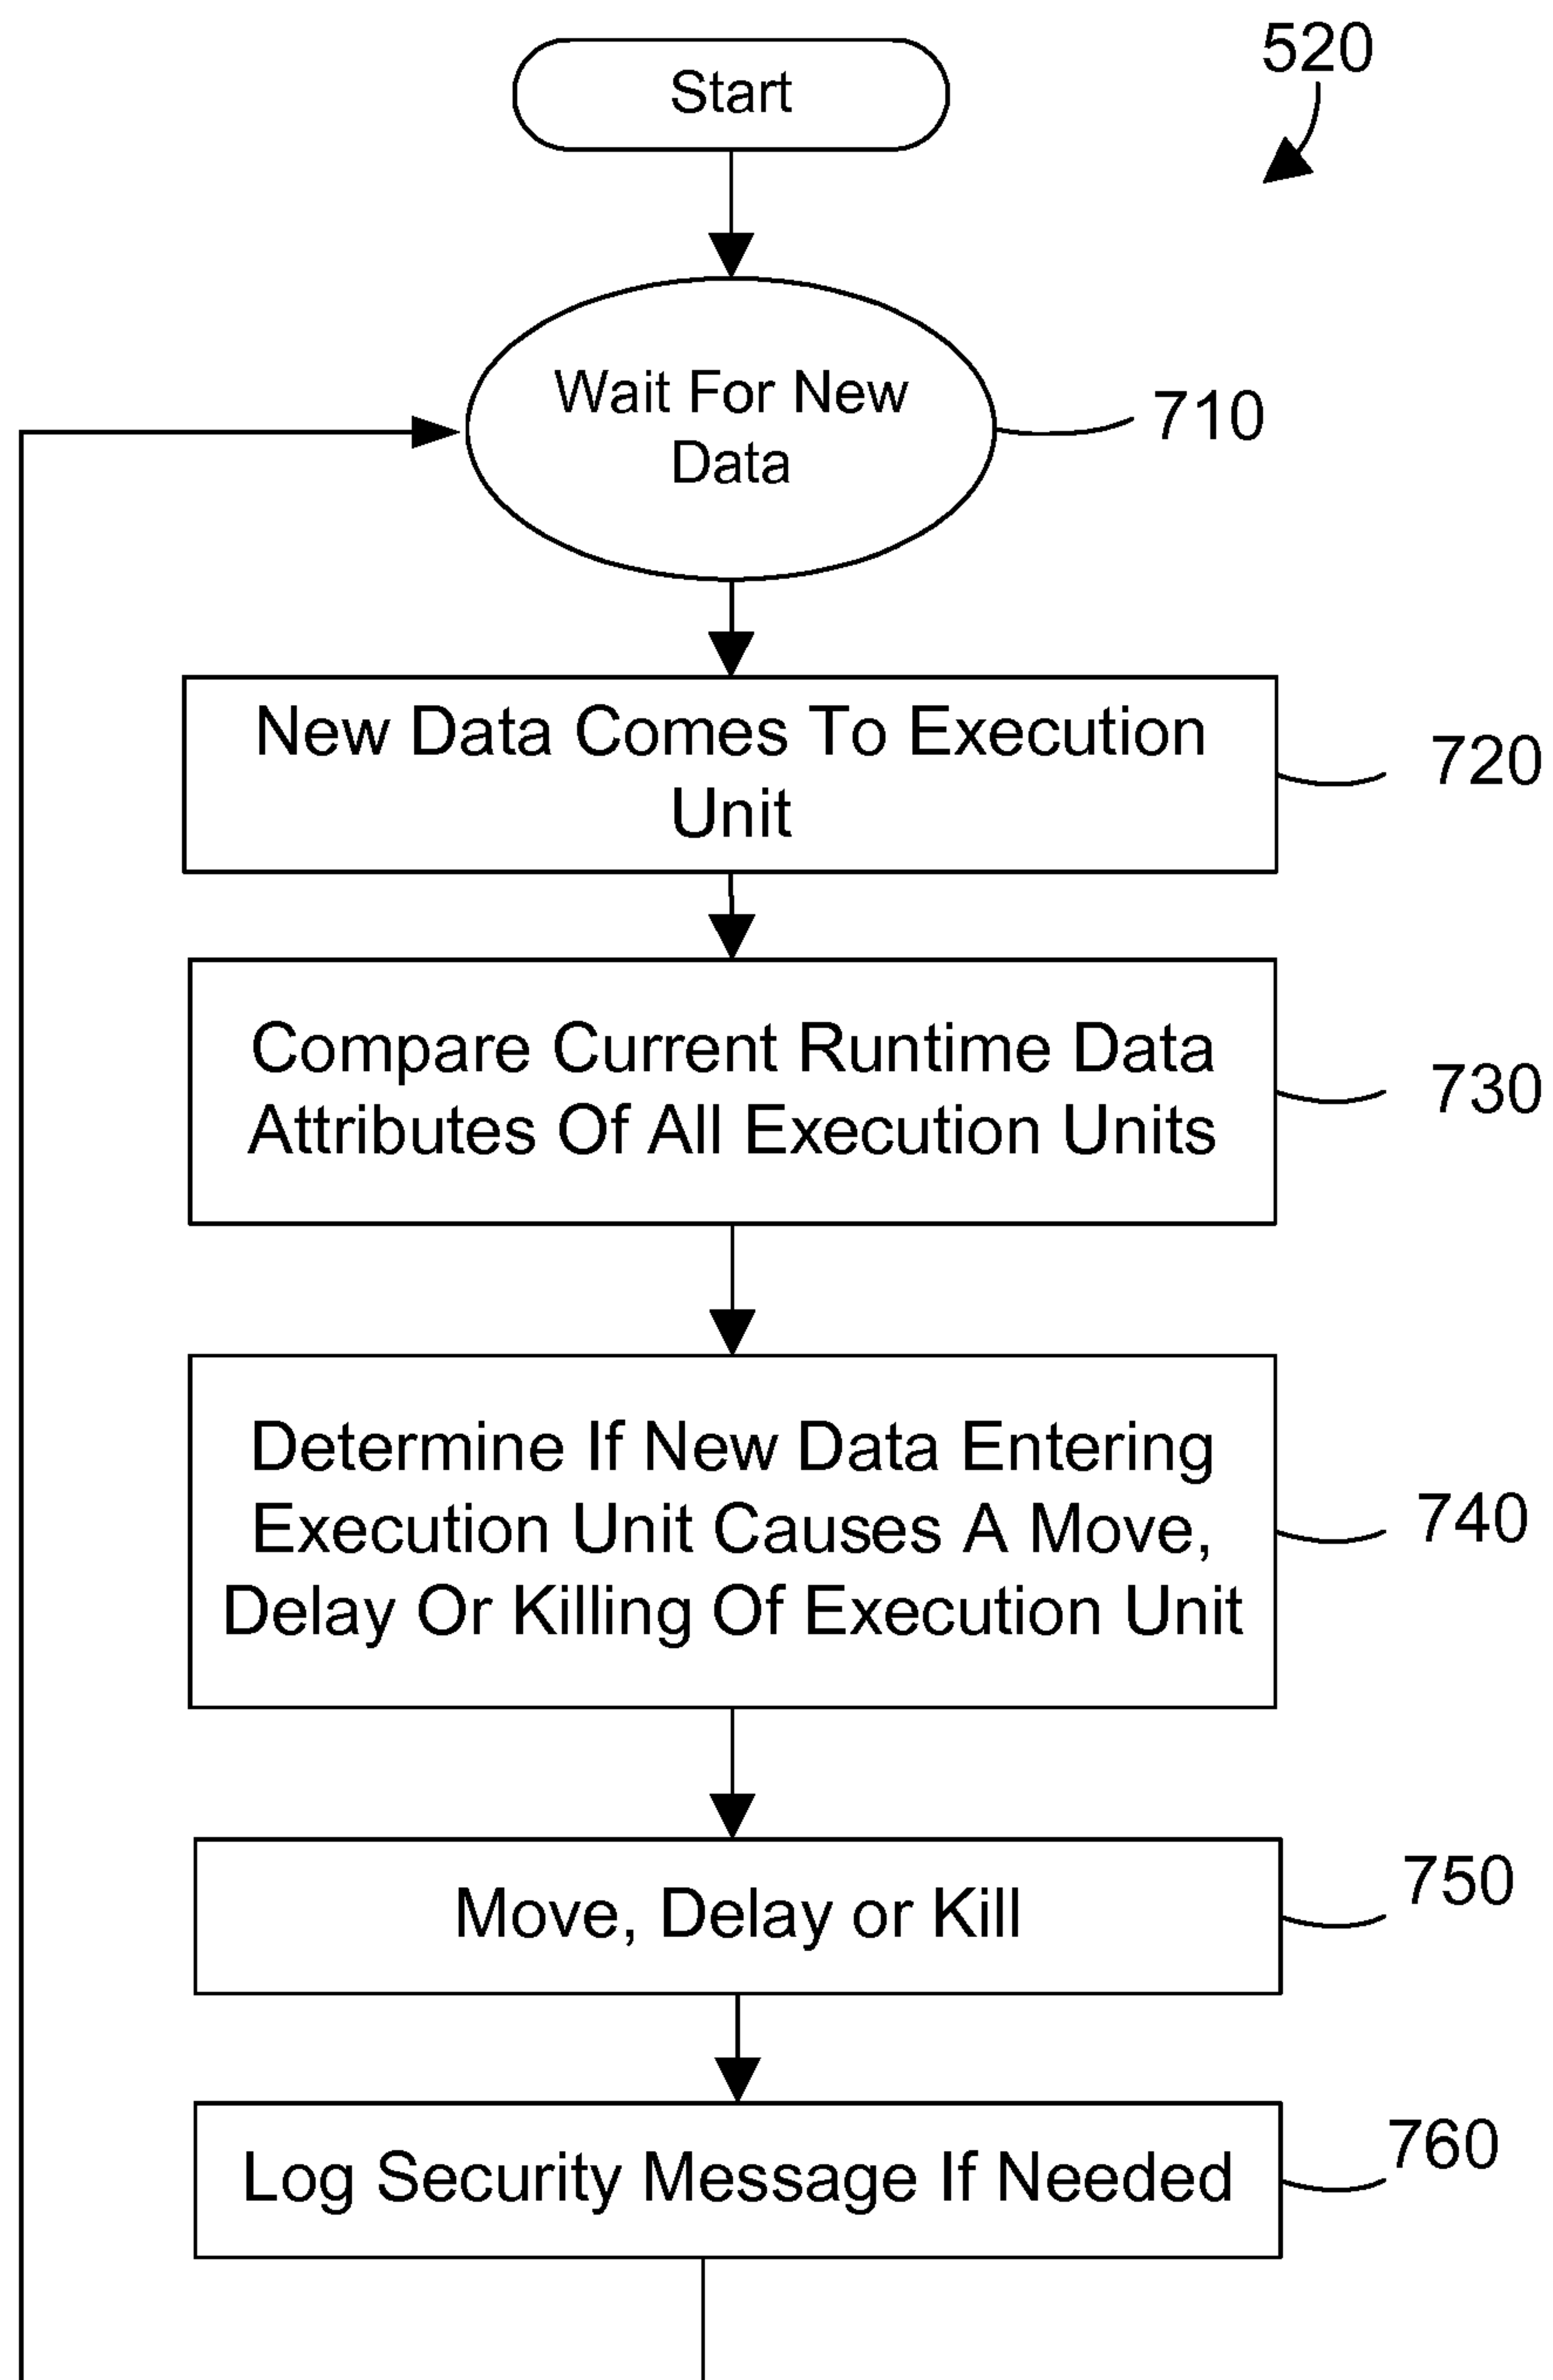 520
Start
Wait For New
Data
710
New Data Comes To Execution
Unit
720
Compare Current Runtime Data
Attributes Of All Execution Units
730
Determine If New Data Entering
Execution Unit Causes A Move,
Delay Or Killing Of Execution Unit
740
Move, Delay or Kill
750
Log Security Message If Needed
760